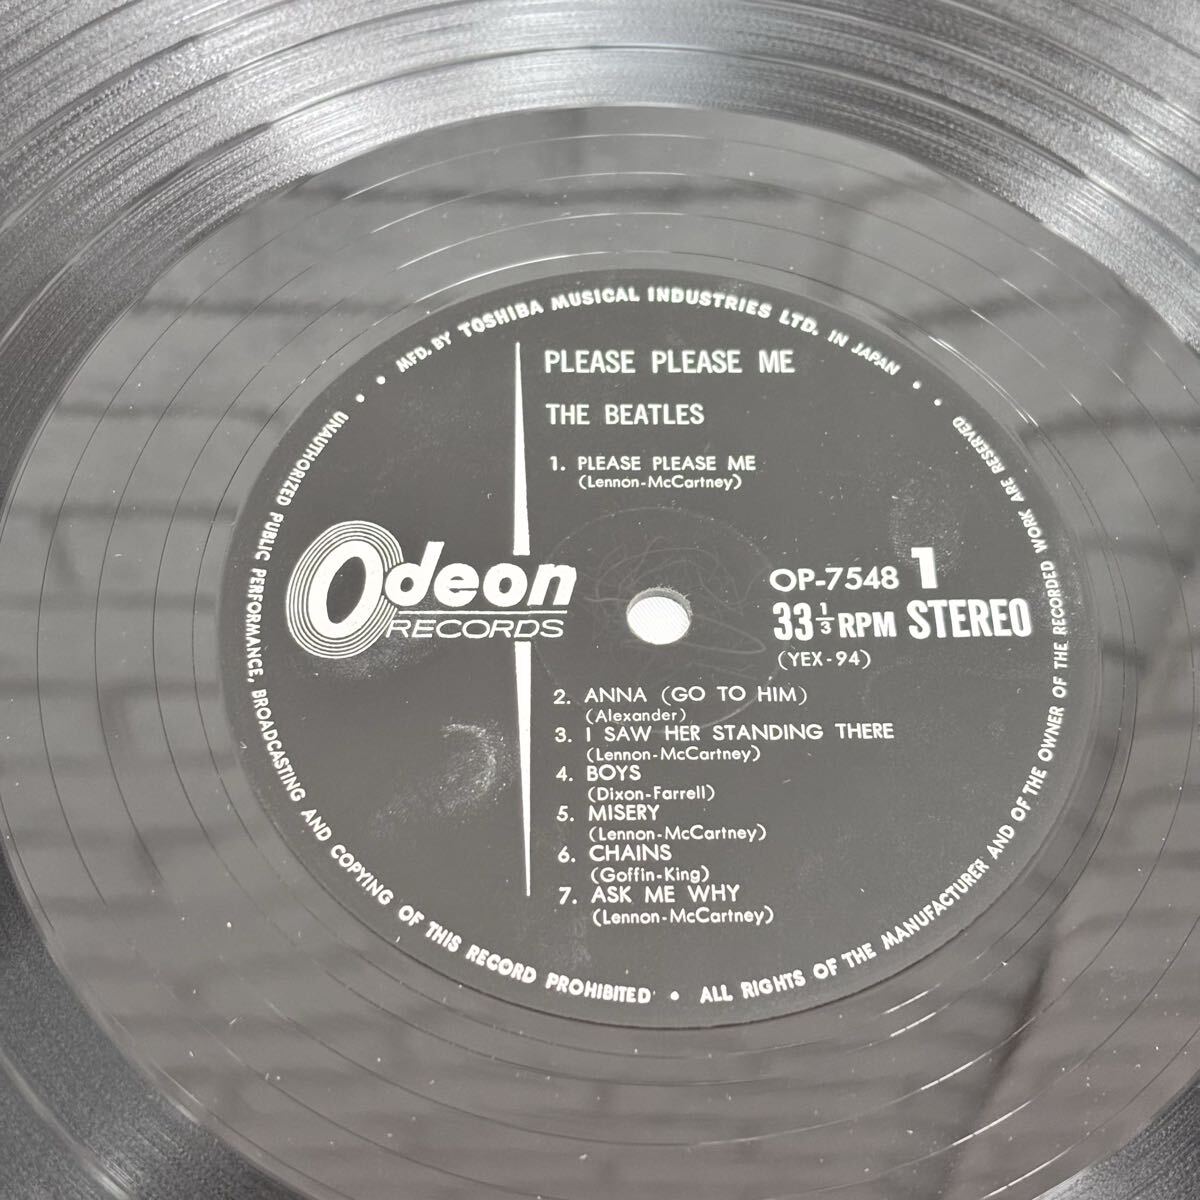 MFD. BY TOSHIBA MUSICAL INDUSTRIES LTD. IN JAPAN
PLEASE PLEASE ME
THE BEATLES
1. PLEASE PLEASE ME
(Lennon-McCartney)
Odeon
RECORDS
OP-7548 1
33 1/3 RPM STEREO
(YEX-94)
2. ANNA (GO TO HIM)
(Alexander)
3. I SAW HER STANDING THERE
(Lennon-McCartney)
4. BOYS
(Dixon-Farrell)
5. MISERY
(Lennon-McCartney)
6. CHAINS
(Goffin-King)
7. ASK ME WHY
(Lennon-McCartney)
UNAUTHORIZED PUBLIC PERFORMANCE, BROADCASTING AND COPYING OF THIS RECORD PROHIBITED • ALL RIGHTS OF THE MANUFACTURER AND OF THE OWNER OF THE RECORDED WORK ARE RESERVED